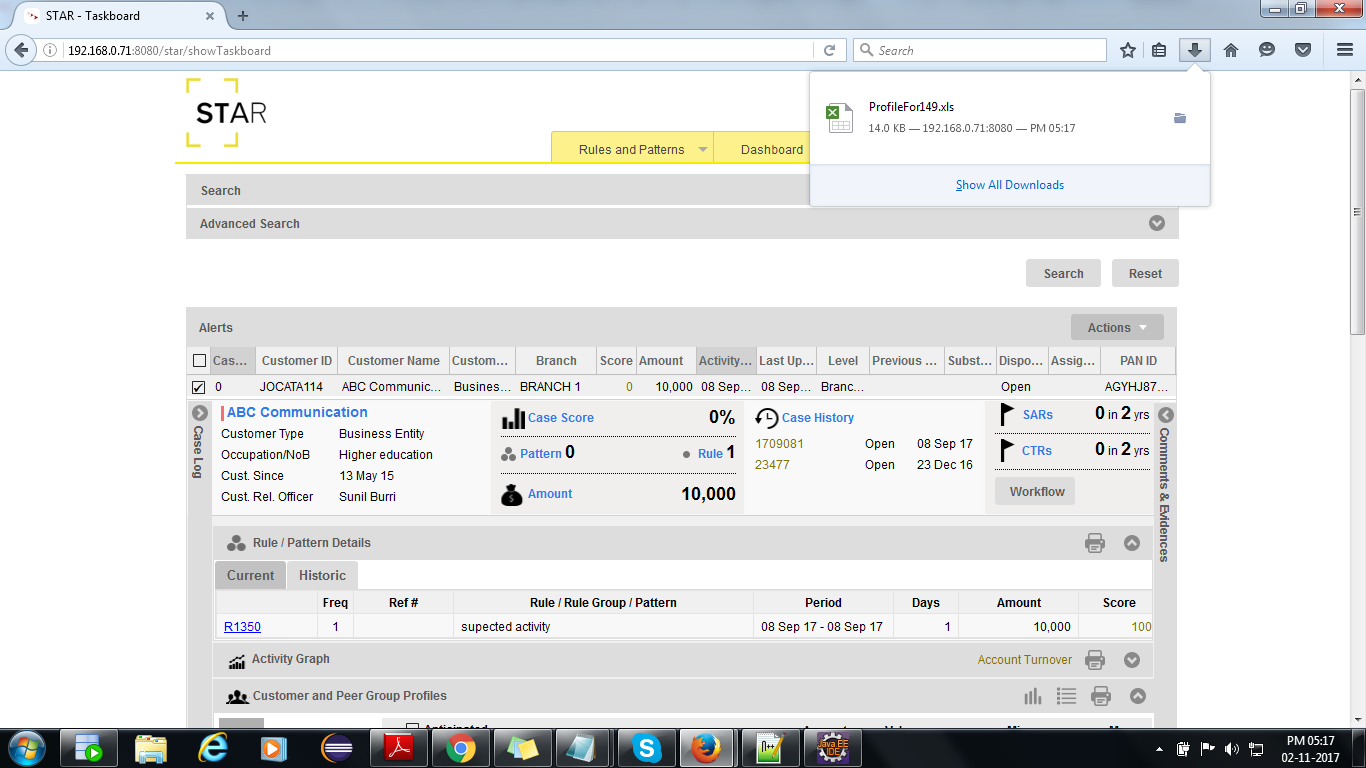 STAR - Taskboard
192.168.0.71:8080/star/showTaskboard
Search
ProfileFor149.xls
14.0 KB — 192.168.0.71:8080 — PM 05:17
Show All Downloads
STAR
Rules and Patterns
Dashboard
Search
Advanced Search
Search Reset
Alerts
Actions
Cas... Customer ID Customer Name Custom... Branch Score Amount Activity... Last Up... Level Previous ... Subst... Dispo... Assig... PAN ID
0 JOCATA114 ABC Communic... Busines... BRANCH 1 0 10,000 08 Sep... 08 Sep... Branc... Open AGYHJ87...
Case Log
ABC Communication
Customer Type Business Entity
Occupation/NoB Higher education
Cust. Since 13 May 15
Cust. Rel. Officer Sunil Burri
Case Score 0%
Pattern 0 Rule 1
Amount 10,000
Case History
1709081 Open 08 Sep 17
23477 Open 23 Dec 16
SARs 0 in 2 yrs
CTRs 0 in 2 yrs
Workflow
Comments & Evidences
Rule / Pattern Details
Current Historic
Freq Ref # Rule / Rule Group / Pattern Period Days Amount Score
R1350 1 supected activity 08 Sep 17 - 08 Sep 17 1 10,000 100
Activity Graph Account Turnover
Customer and Peer Group Profiles
Java EE
IDE
PM 05:17
02-11-2017